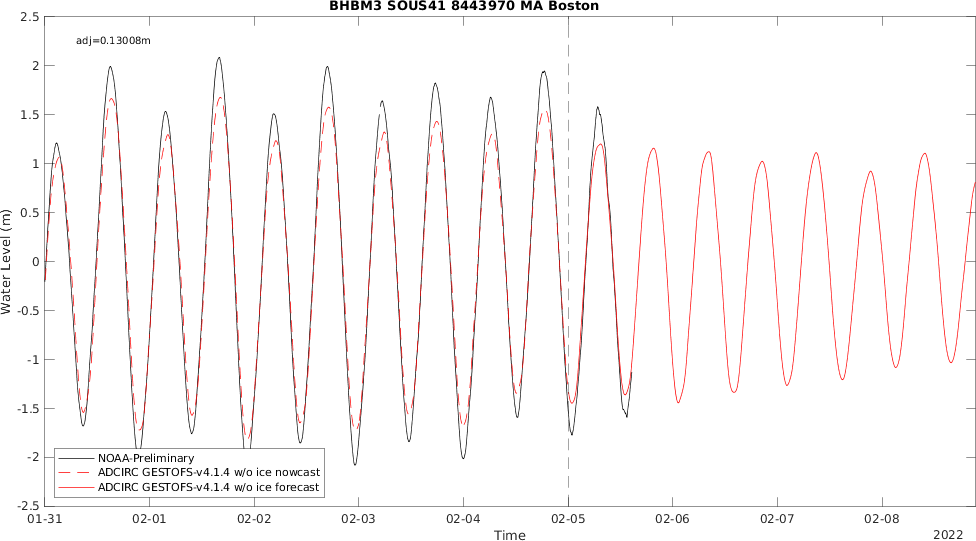 BHBM3 SOUS41 8443970 MA Boston
adj=0.13008m
2.5
2
1.5
1
0.5
0
-0.5
-1
-1.5
-2
-2.5
Water Level (m)
NOAA-Preliminary
ADCIRC GESTOFS-v4.1.4 w/o ice nowcast
ADCIRC GESTOFS-v4.1.4 w/o ice forecast
01-31 02-01 02-02 02-03 02-04 02-05 02-06 02-07 02-08
Time
2022